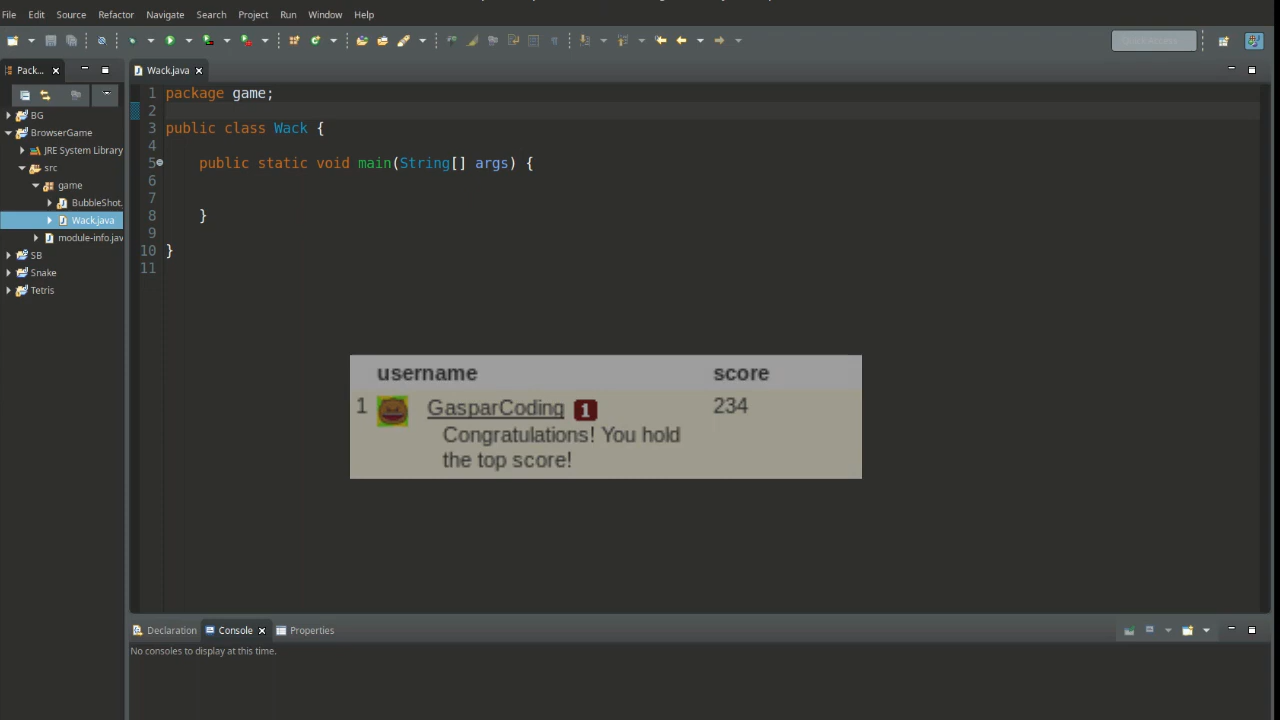 File Edit Source Refactor Navigate Search Project Run Window Help
Pack...
Wack.java
BG
BrowserGame
JRE System Library
src
game
BubbleShot.
Wack.java
module-info.jav
SB
Snake
Tetris
1 package game;
2
3 public class Wack {
4
5 public static void main(String[] args) {
6
7
8 }
9
10 }
11
username score
1 GasparCoding 1 234
Congratulations! You hold
the top score!
Declaration Console Properties
No consoles to display at this time.